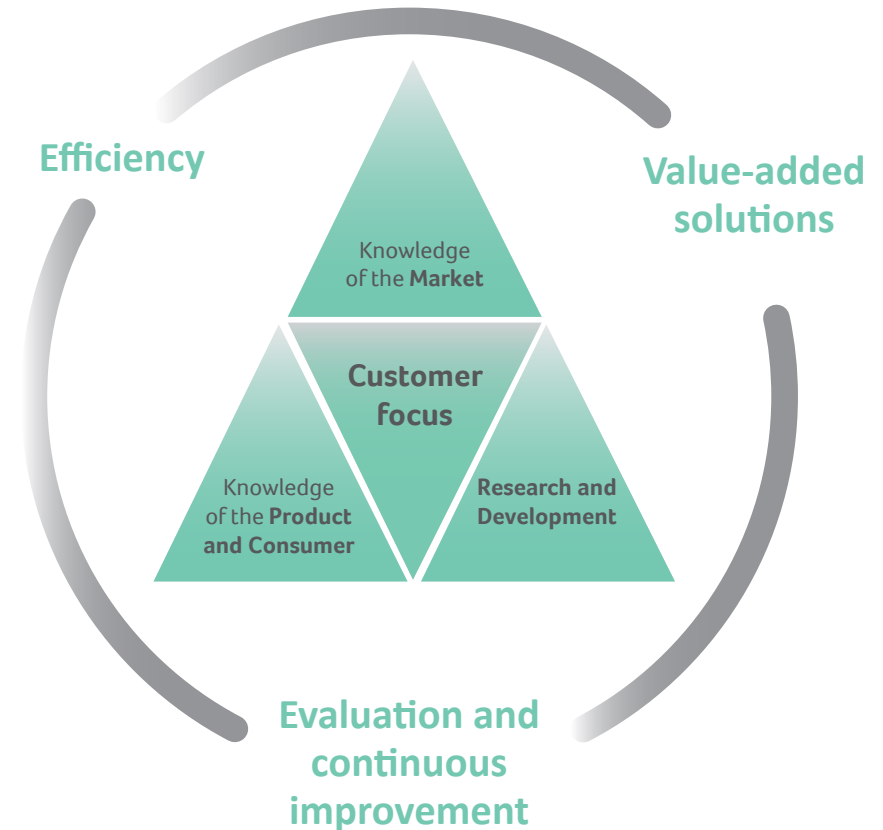 Efficiency
Value-added
solutions
Knowledge
of the Market
Customer
focus
Knowledge
of the Product
and Consumer
Research and
Development
Evaluation and
continuous
improvement